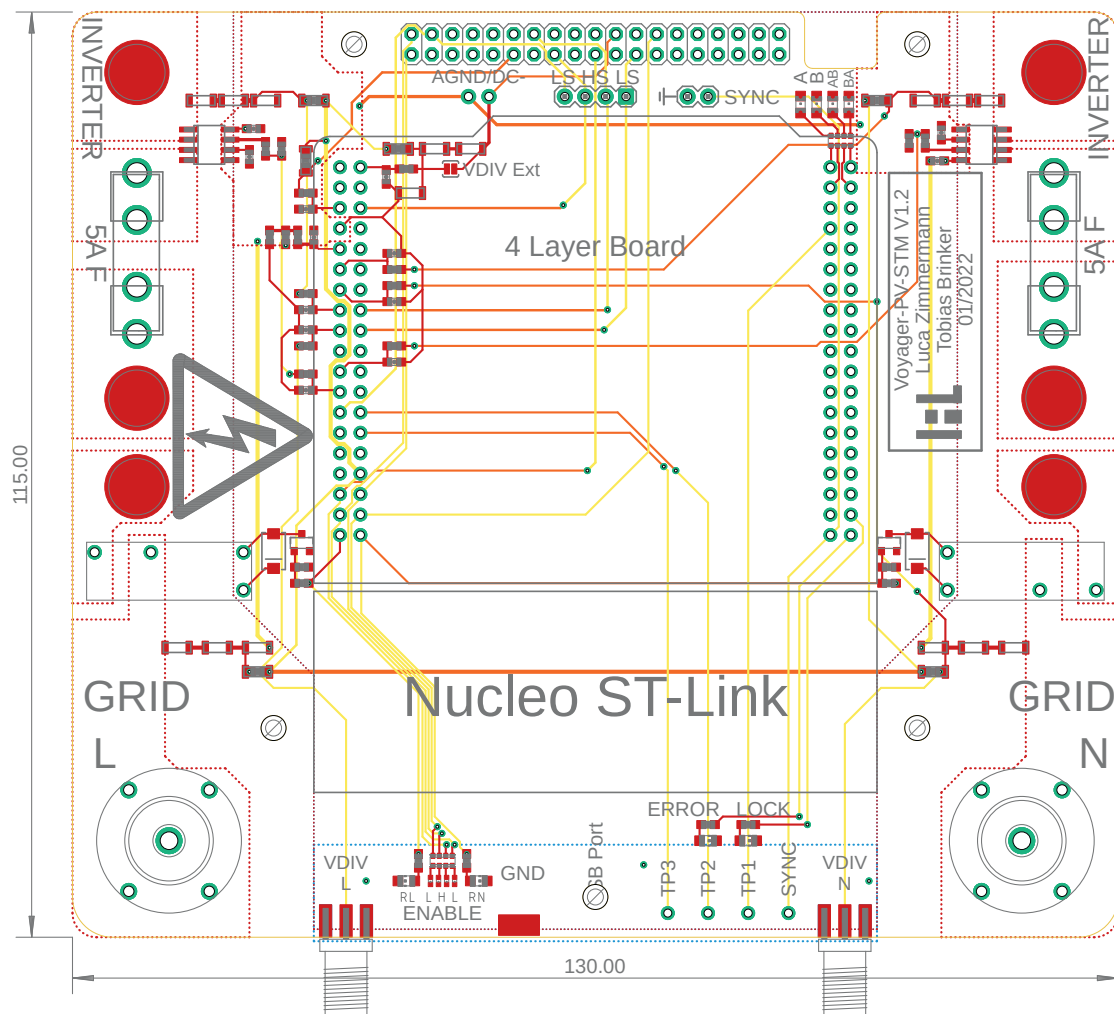 INVERTER
INVERTER
AGND/DC-
LS HS LS
SYNC
A
B
AB
BA
VDIV Ext
5A F
5A F
4 Layer Board
Voyager-PV-STM V1.2
Luca Zimmermann
Tobias Brinker
01/2022
115.00
GRID
L
Nucleo ST-Link
GRID
N
ERROR
LOCK
VDIV
L
RL
L H L
RN
ENABLE
GND
SB Port
TP3
TP2
TP1
SYNC
VDIV
N
130.00